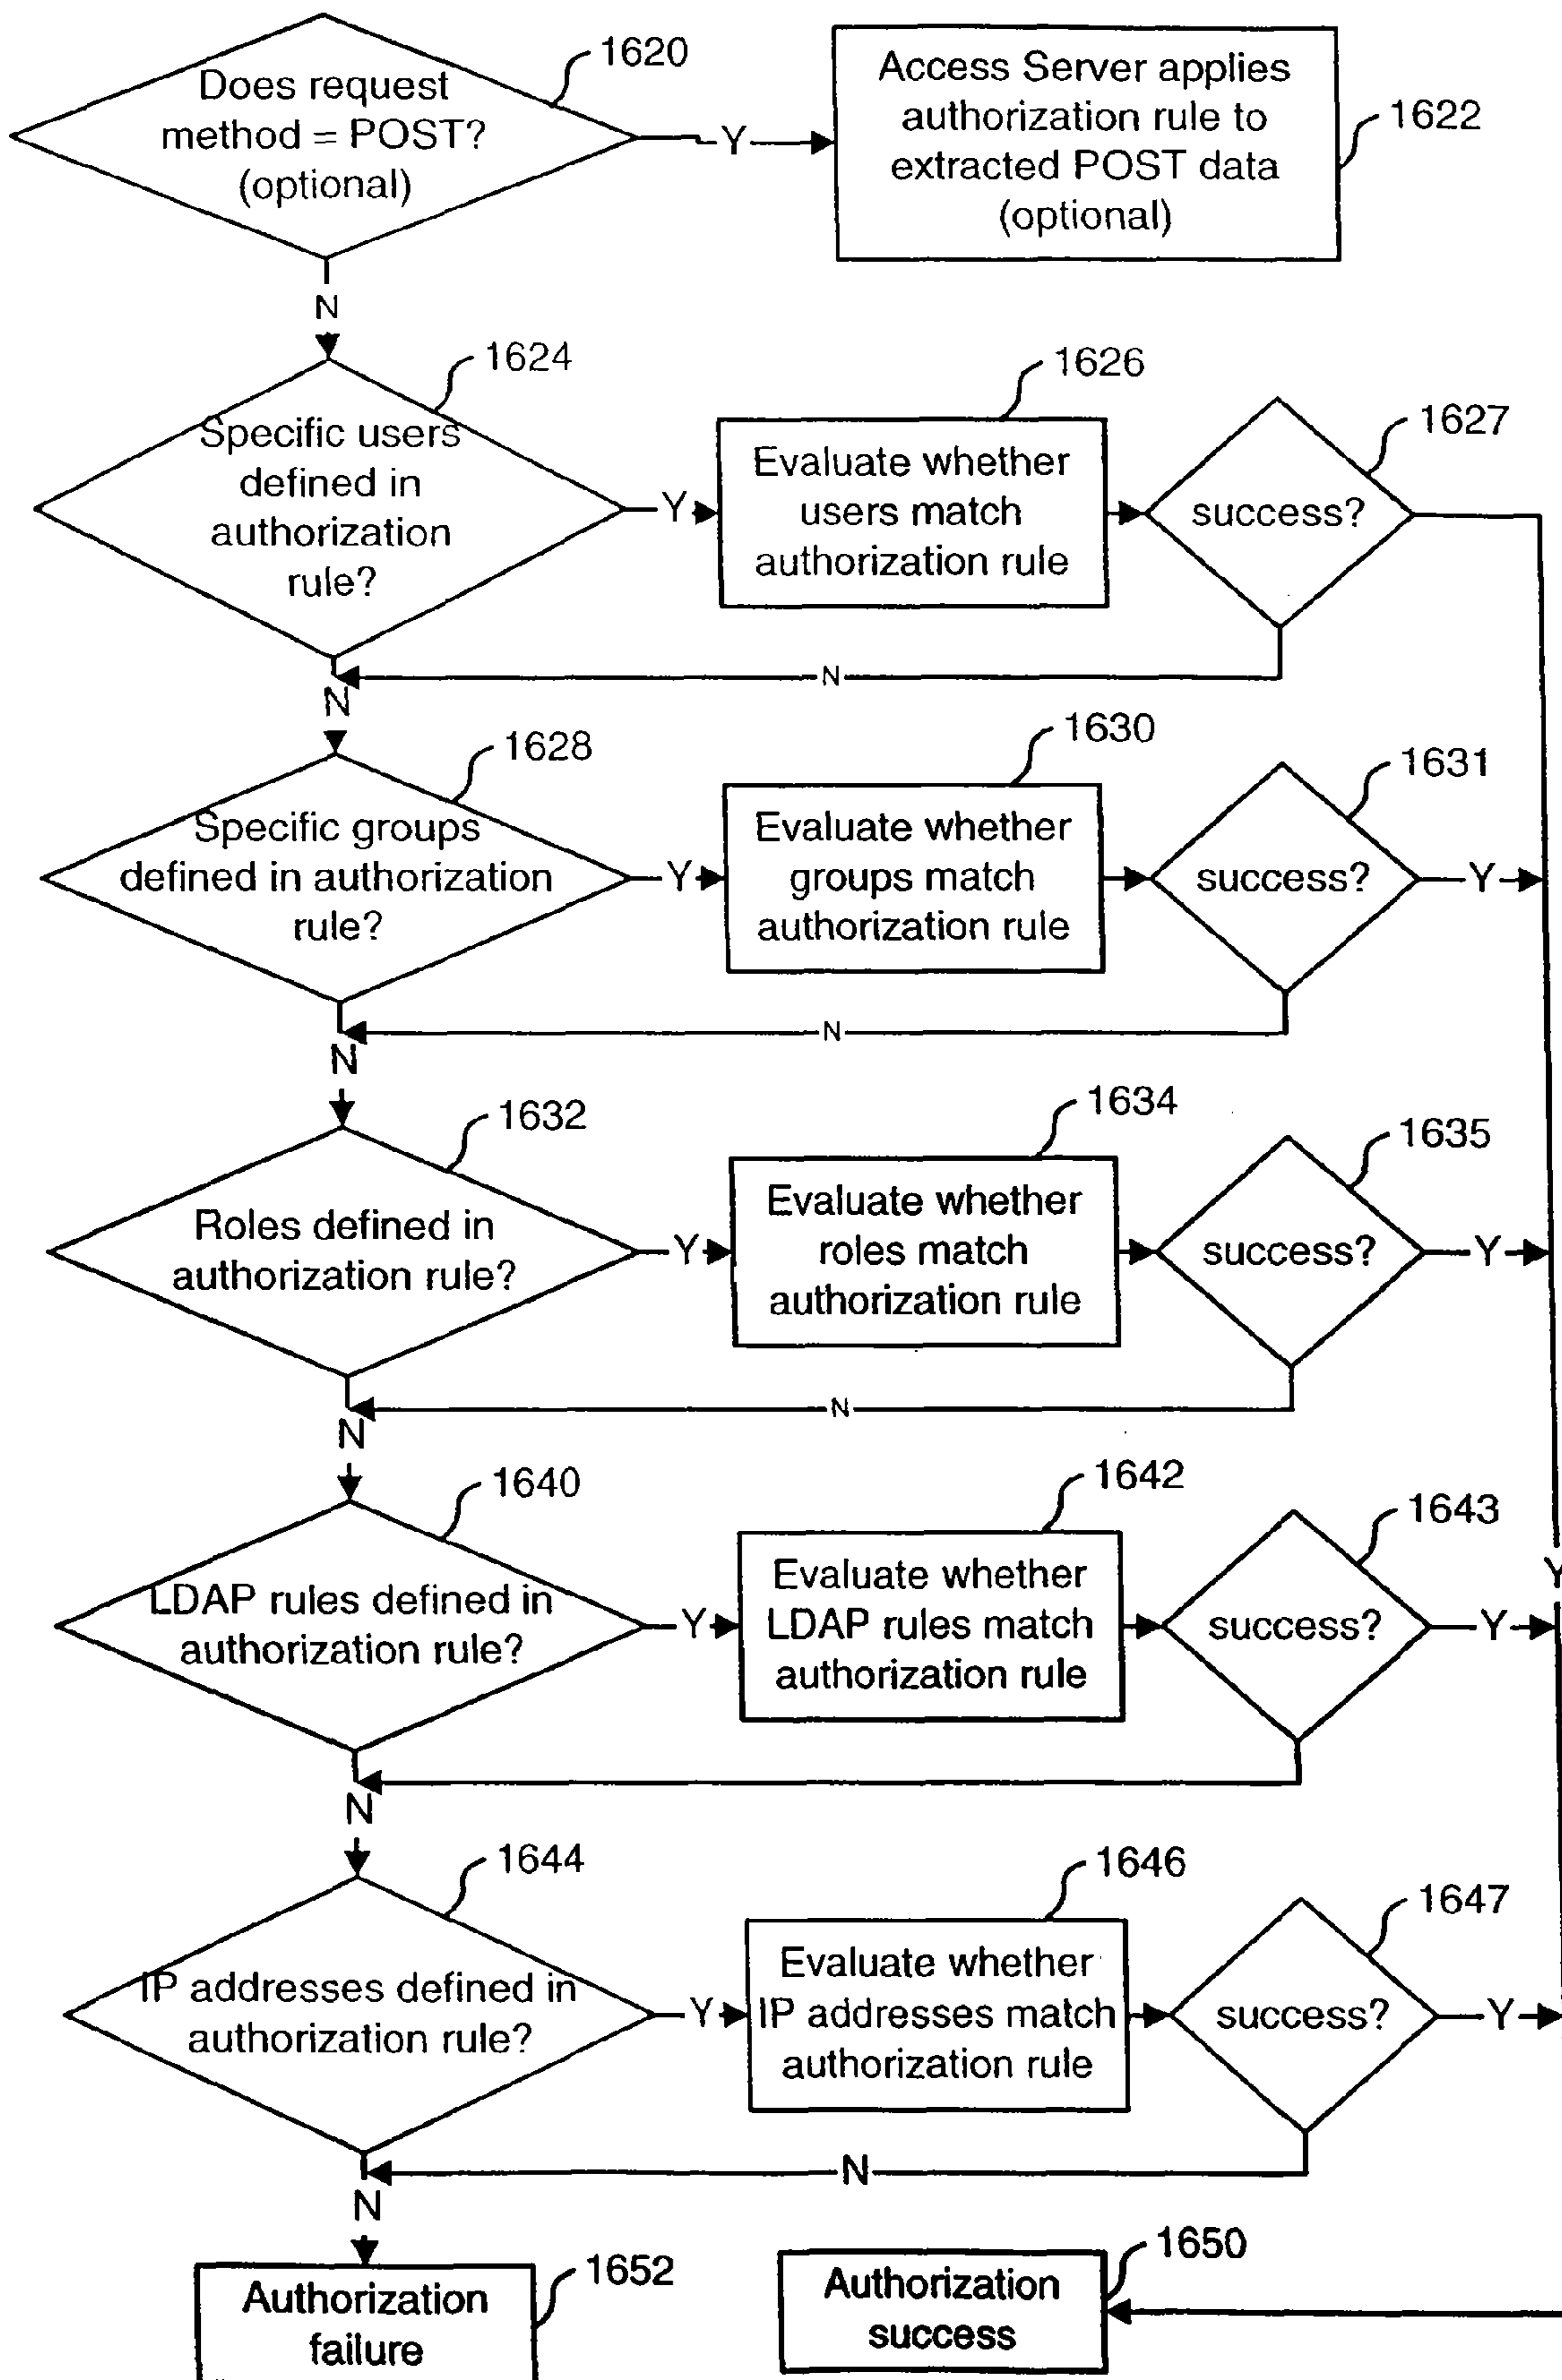 1620
Does request
method = POST?
(optional)
Y
Access Server applies
authorization rule to
extracted POST data
(optional)
1622
N
1624
Specific users
defined in
authorization
rule?
Y
1626
Evaluate whether
users match
authorization rule
1627
success?
N
N
1628
Specific groups
defined in authorization
rule?
Y
1630
Evaluate whether
groups match
authorization rule
1631
success?
Y
N
N
1632
Roles defined in
authorization rule?
Y
1634
Evaluate whether
roles match
authorization rule
1635
success?
Y
N
N
1640
LDAP rules defined in
authorization rule?
Y
1642
Evaluate whether
LDAP rules match
authorization rule
1643
success?
Y
Y
N
1644
IP addresses defined in
authorization rule?
Y
1646
Evaluate whether
IP addresses match
authorization rule
1647
success?
Y
N
N
1652
Authorization
failure
1650
Authorization
success